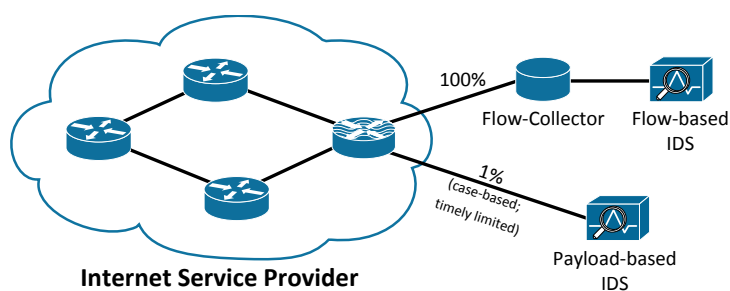 100%
Flow-Collector
Flow-based
IDS
1%
(case-based;
timely limited)
Payload-based
IDS
Internet Service Provider